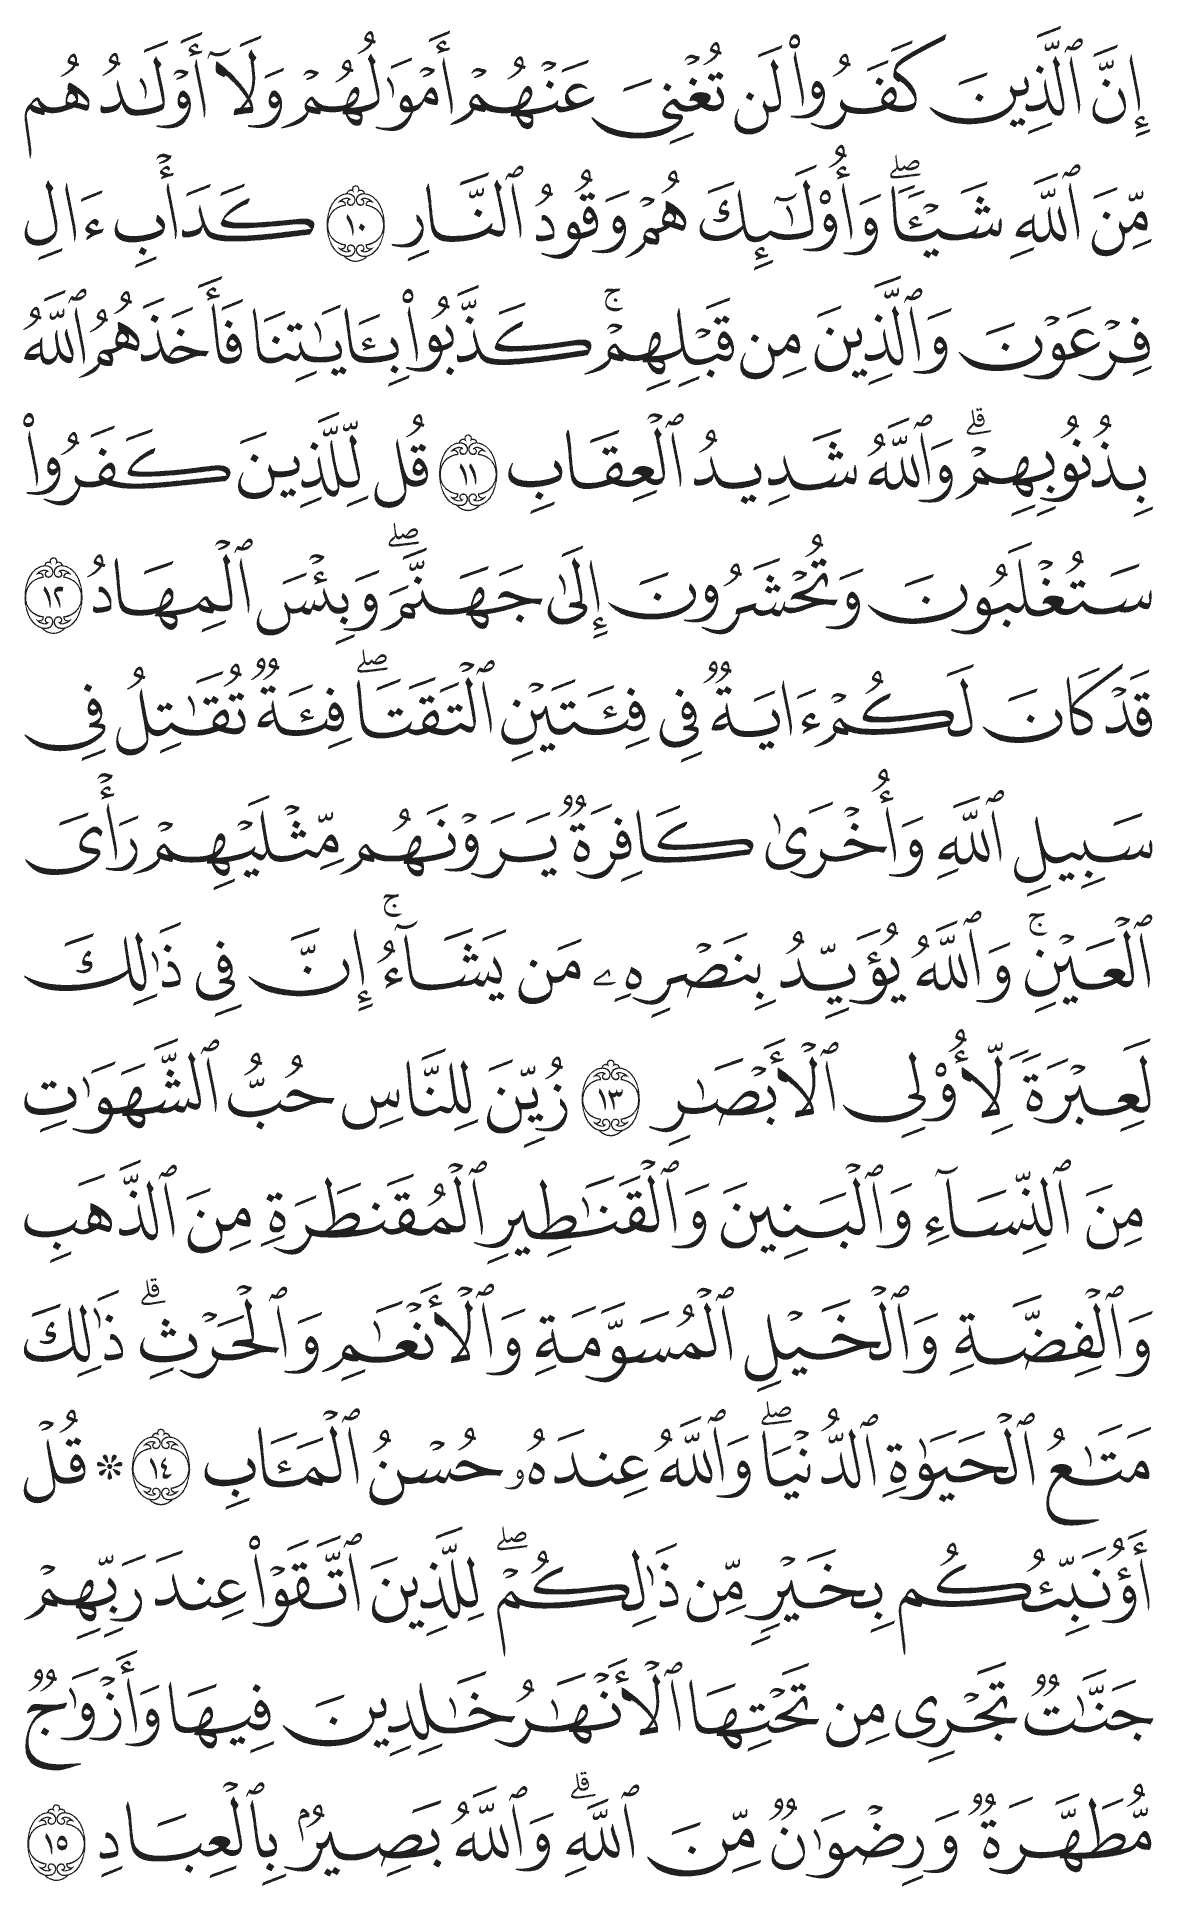 إِنَّ ٱلَّذِينَ كَفَرُوا۟ لَن تُغْنِىَ عَنْهُمْ أَمْوَٰلُهُمْ وَلَآ أَوْلَـٰدُهُم
مِّنَ ٱللَّهِ شَيْـًٔا ۖ وَأُو۟لَـٰٓئِكَ هُمْ وَقُودُ ٱلنَّارِ ١٠ كَدَأْبِ ءَالِ
فِرْعَوْنَ وَٱلَّذِينَ مِن قَبْلِهِمْ ۚ كَذَّبُوا۟ بِـَٔايَـٰتِنَا فَأَخَذَهُمُ ٱللَّهُ
بِذُنُوبِهِمْ ۗ وَٱللَّهُ شَدِيدُ ٱلْعِقَابِ ١١ قُل لِّلَّذِينَ كَفَرُوا۟
سَتُغْلَبُونَ وَتُحْشَرُونَ إِلَىٰ جَهَنَّمَ ۖ وَبِئْسَ ٱلْمِهَادُ ١٢
قَدْ كَانَ لَكُمْ ءَايَةٌ فِى فِئَتَيْنِ ٱلْتَقَتَا ۖ فِئَةٌ تُقَـٰتِلُ فِى
سَبِيلِ ٱللَّهِ وَأُخْرَىٰ كَافِرَةٌ يَرَوْنَهُم مِّثْلَيْهِمْ رَأْىَ
ٱلْعَيْنِ ۚ وَٱللَّهُ يُؤَيِّدُ بِنَصْرِهِۦ مَن يَشَآءُ ۚ إِنَّ فِى ذَٰلِكَ
لَعِبْرَةً لِّأُو۟لِى ٱلْأَبْصَـٰرِ ١٣ زُيِّنَ لِلنَّاسِ حُبُّ ٱلشَّهَوَٰتِ
مِنَ ٱلنِّسَآءِ وَٱلْبَنِينَ وَٱلْقَنَـٰطِيرِ ٱلْمُقَنطَرَةِ مِنَ ٱلذَّهَبِ
وَٱلْفِضَّةِ وَٱلْخَيْلِ ٱلْمُسَوَّمَةِ وَٱلْأَنْعَـٰمِ وَٱلْحَرْثِ ۗ ذَٰلِكَ
مَتَـٰعُ ٱلْحَيَوٰةِ ٱلدُّنْيَا ۖ وَٱللَّهُ عِندَهُۥ حُسْنُ ٱلْمَـَٔابِ ١٤ ۞ قُلْ
أَؤُنَبِّئُكُم بِخَيْرٍ مِّن ذَٰلِكُمْ ۖ لِلَّذِينَ ٱتَّقَوْا۟ عِندَ رَبِّهِمْ
جَنَّـٰتٌ تَجْرِى مِن تَحْتِهَا ٱلْأَنْهَـٰرُ خَـٰلِدِينَ فِيهَا وَأَزْوَٰجٌ
مُّطَهَّرَةٌ وَرِضْوَٰنٌ مِّنَ ٱللَّهِ ۗ وَٱللَّهُ بَصِيرٌۢ بِٱلْعِبَادِ ١٥